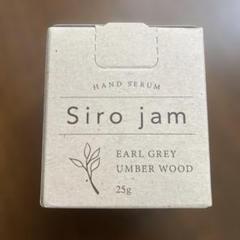 HAND SERUM
Siro jam
EARL GREY
UMBER WOOD
25g